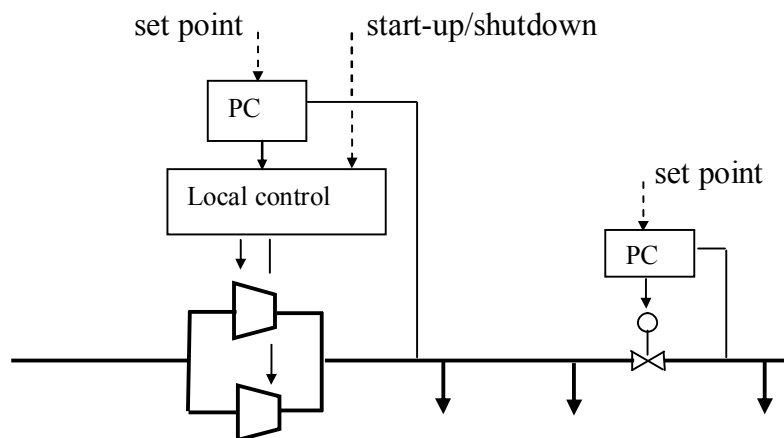 set point
start-up/shutdown
PC
Local control
set point
PC